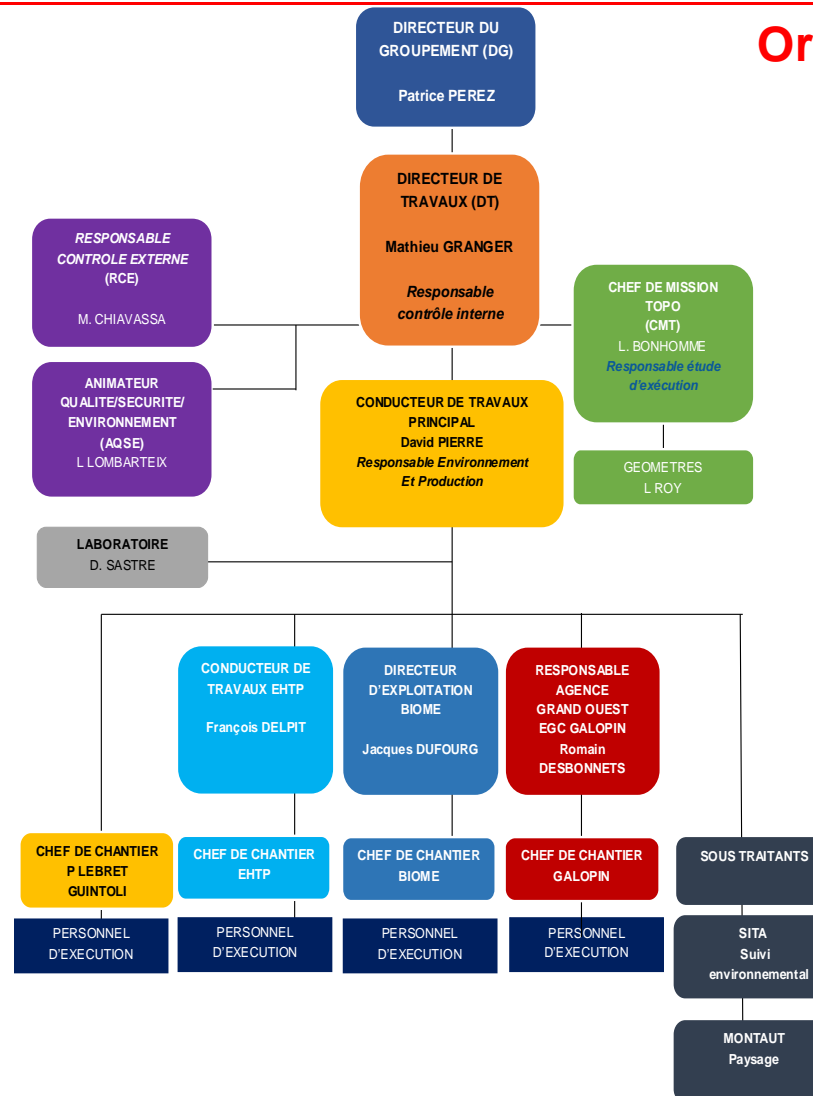 Or
DIRECTEUR DU
GROUPEMENT (DG)
Patrice PEREZ
DIRECTEUR DE
TRAVAUX (DT)
Mathieu GRANGER
Responsable
contrôle interne
RESPONSABLE
CONTROLE EXTERNE
(RCE)
M. CHIAVASSA
CHEF DE MISSION
TOPO
(CMT)
L. BONHOMME
Responsable étude
d'exécution
ANIMATEUR
QUALITE/SECURITE/
ENVIRONNEMENT
(AQSE)
L LOMBARTEIX
CONDUCTEUR DE TRAVAUX
PRINCIPAL
David PIERRE
Responsable Environnement
Et Production
GEOMETRES
L ROY
LABORATOIRE
D. SASTRE
CONDUCTEUR DE
TRAVAUX EHTP
François DELPIT
DIRECTEUR
D'EXPLOITATION
BIOME
Jacques DUFOURG
RESPONSABLE
AGENCE
GRAND OUEST
EGC GALOPIN
Romain
DESBONNETS
CHEF DE CHANTIER
P LEBRET
GUINTOLI
CHEF DE CHANTIER
EHTP
CHEF DE CHANTIER
BIOME
CHEF DE CHANTIER
GALOPIN
SOUS TRAITANTS
PERSONNEL
D'EXECUTION
PERSONNEL
D'EXECUTION
PERSONNEL
D'EXECUTION
PERSONNEL
D'EXECUTION
SITA
Suivi
environnemental
MONTAUT
Paysage